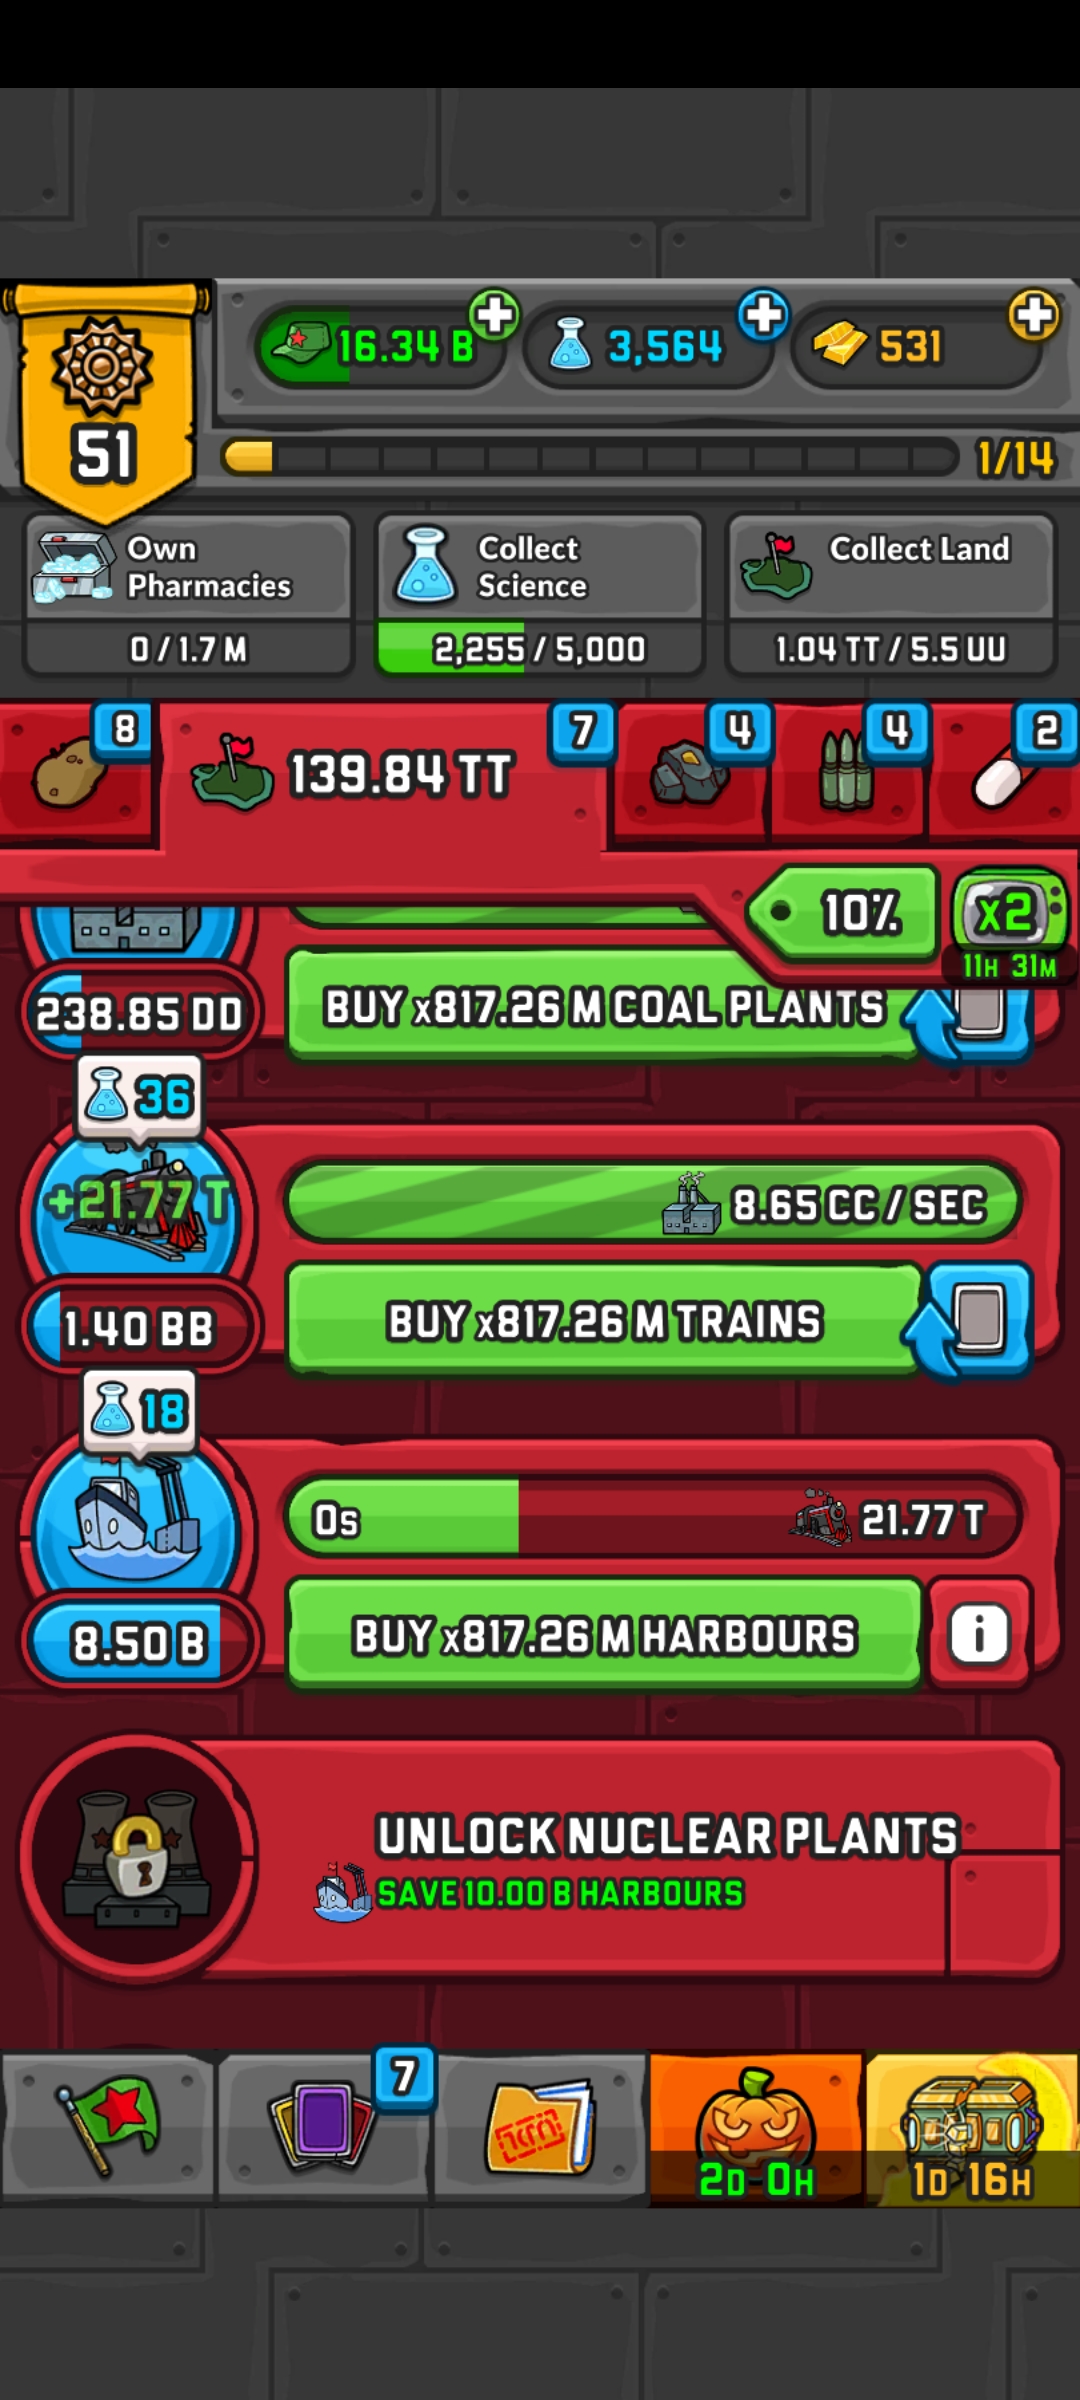 51
16.34 B
3,564
531
1/14
Own
Pharmacies
0 / 1.7 M
Collect
Science
2,255 / 5,000
Collect Land
1.04 TT / 5.5 UU
8
139.84 TT
7
4
4
2
10%
x2
11H 31M
238.85 DD
BUY x817.26 M COAL PLANTS
36
+21.77 T
8.65 CC / SEC
1.40 BB
BUY x817.26 M TRAINS
18
0s
21.77 T
8.50 B
BUY x817.26 M HARBOURS
i
UNLOCK NUCLEAR PLANTS
SAVE 10.00 B HARBOURS
7
2D 0H
1D 16H